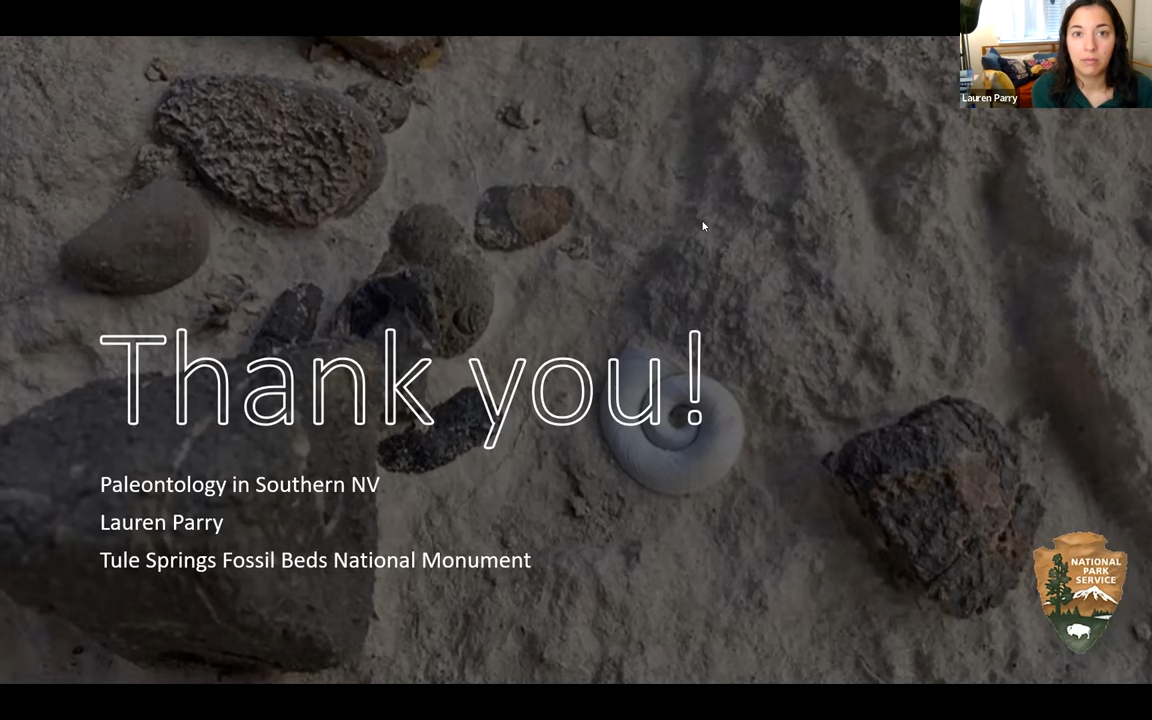 Lauren Parry
Thank you!
Paleontology in Southern NV
Lauren Parry
Tule Springs Fossil Beds National Monument
NATIONAL
PARK
SERVICE